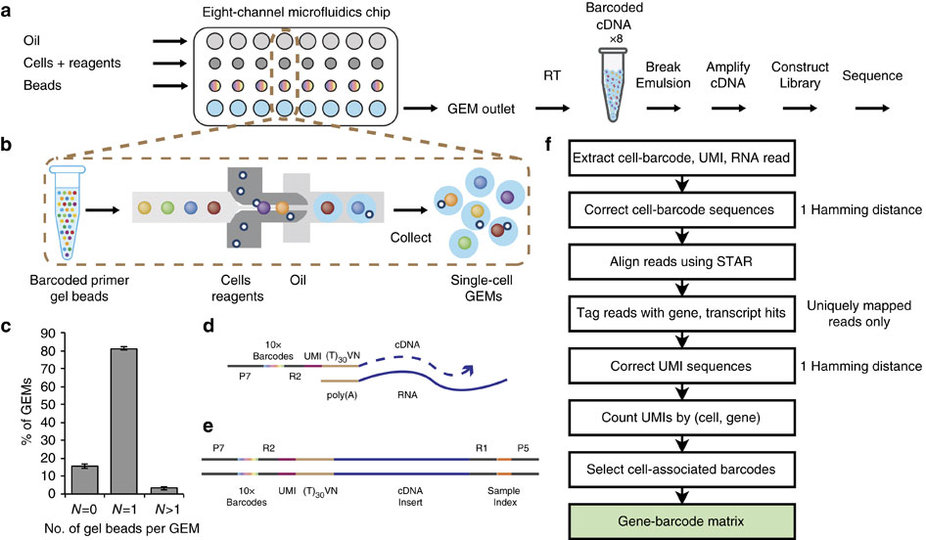 a
Eight-channel microfluidics chip
Oil
Cells + reagents
Beads
GEM outlet
RT
Barcoded
cDNA
×8
Break
Emulsion
Amplify
cDNA
Construct
Library
Sequence
b
Barcoded primer
gel beads
Cells
reagents
Oil
Collect
Single-cell
GEMs
c
% of GEMs
90
80
70
60
50
40
30
20
10
0
N=0
N=1
N>1
No. of gel beads per GEM
d
10×
Barcodes
UMI
(T)30VN
cDNA
P7
R2
poly(A)
RNA
e
P7
R2
R1
P5
10×
Barcodes
UMI
(T)30VN
cDNA
Insert
Sample
Index
f
Extract cell-barcode, UMI, RNA read
Correct cell-barcode sequences
1 Hamming distance
Align reads using STAR
Tag reads with gene, transcript hits
Uniquely mapped
reads only
Correct UMI sequences
1 Hamming distance
Count UMIs by (cell, gene)
Select cell-associated barcodes
Gene-barcode matrix